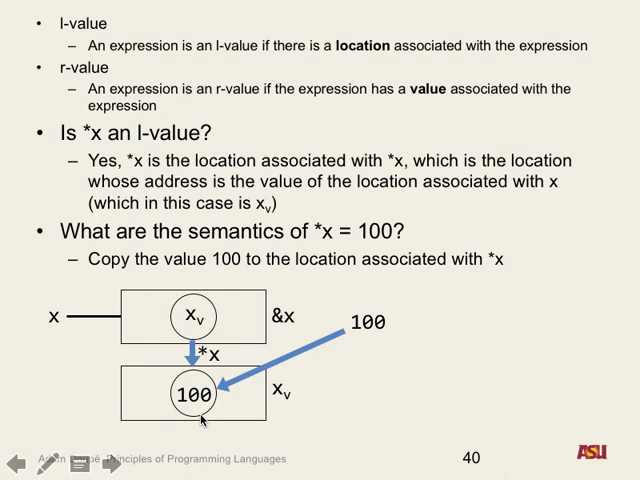 • l-value
– An expression is an l-value if there is a location associated with the expression
• r-value
– An expression is an r-value if the expression has a value associated with the
expression
• Is *x an l-value?
– Yes, *x is the location associated with *x, which is the location
whose address is the value of the location associated with x
(which in this case is xv)
• What are the semantics of *x = 100?
– Copy the value 100 to the location associated with *x
x
xv
&x
100
*x
100
xv
Principles of Programming Languages
40
ASU